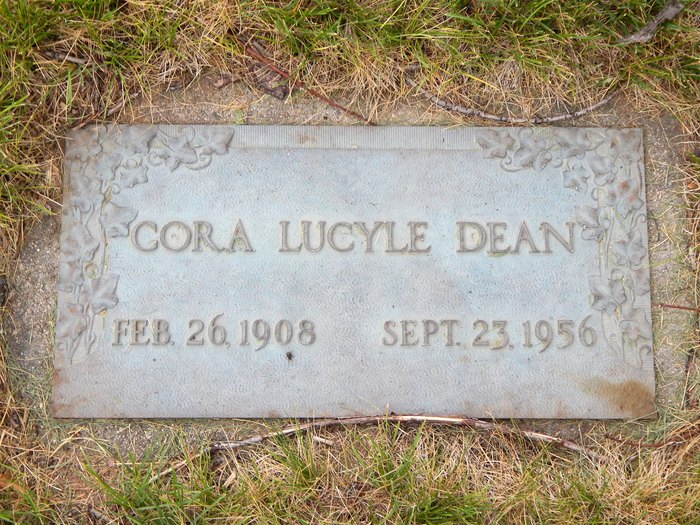 CORA LUCYLE DEAN
FEB. 26, 1908 SEPT. 23, 1956